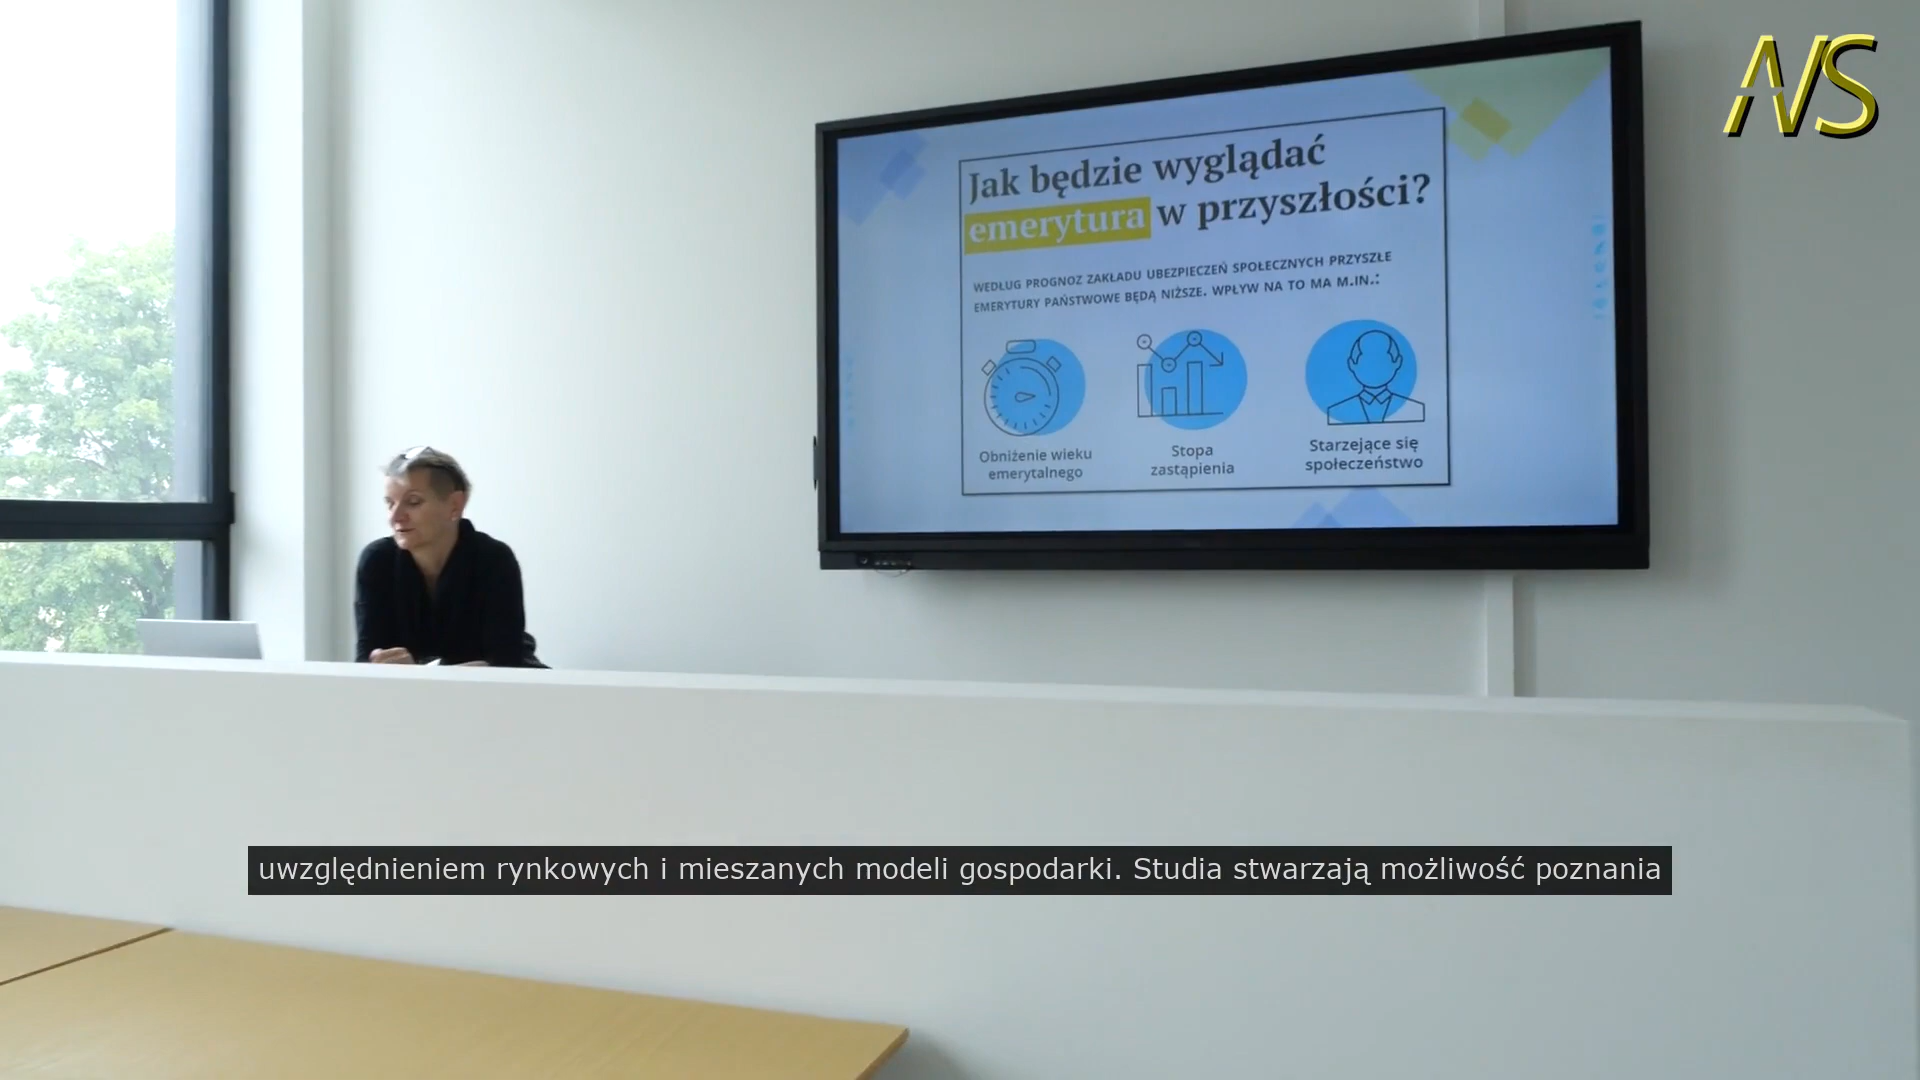 NS
Jak będzie wyglądać
emerytura w przyszłości?
WEDŁUG PROGNOZ ZAKŁADU UBEZPIECZEŃ SPOŁECZNYCH PRZYSZŁE
EMERYTURY PAŃSTWOWE BĘDĄ NIŻSZE. WPŁYW NA TO MA M.IN.:
Obniżenie wieku
emerytalnego
Stopa
zastąpienia
Starzejące się
społeczeństwo
uwzględnieniem rynkowych i mieszanych modeli gospodarki. Studia stwarzają możliwość poznania